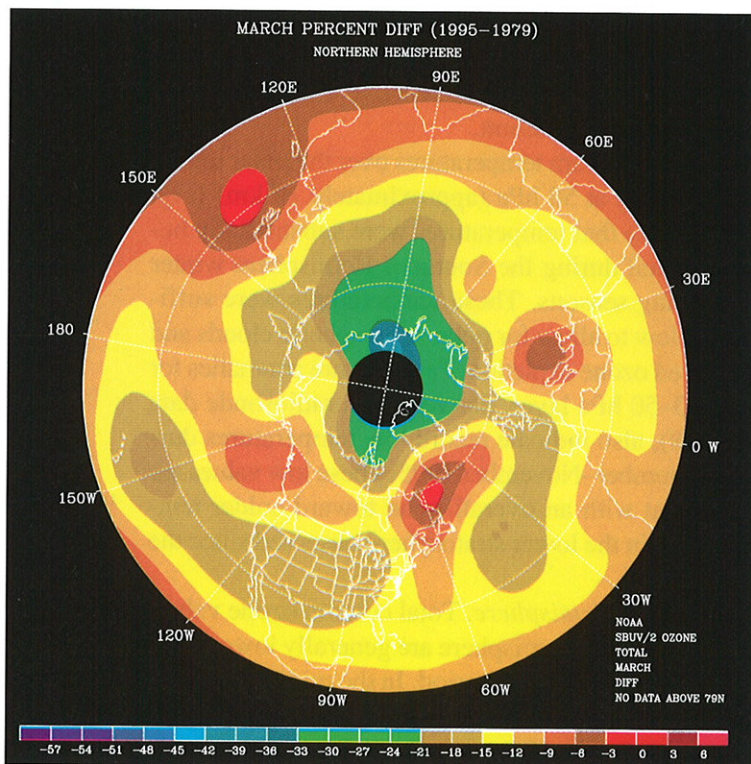 MARCH PERCENT DIFF (1995-1979)
NORTHERN HEMISPHERE
90E
120E
60E
150E
30E
180
0 W
150W
30W
120W
60W
90W
NOAA
SBUV/2 OZONE
TOTAL
MARCH
DIFF
NO DATA ABOVE 79N
-57 -54 -51 -48 -45 -42 -39 -36 -33 -30 -27 -24 -21 -18 -15 -12 -9 -6 -3 0 3 6